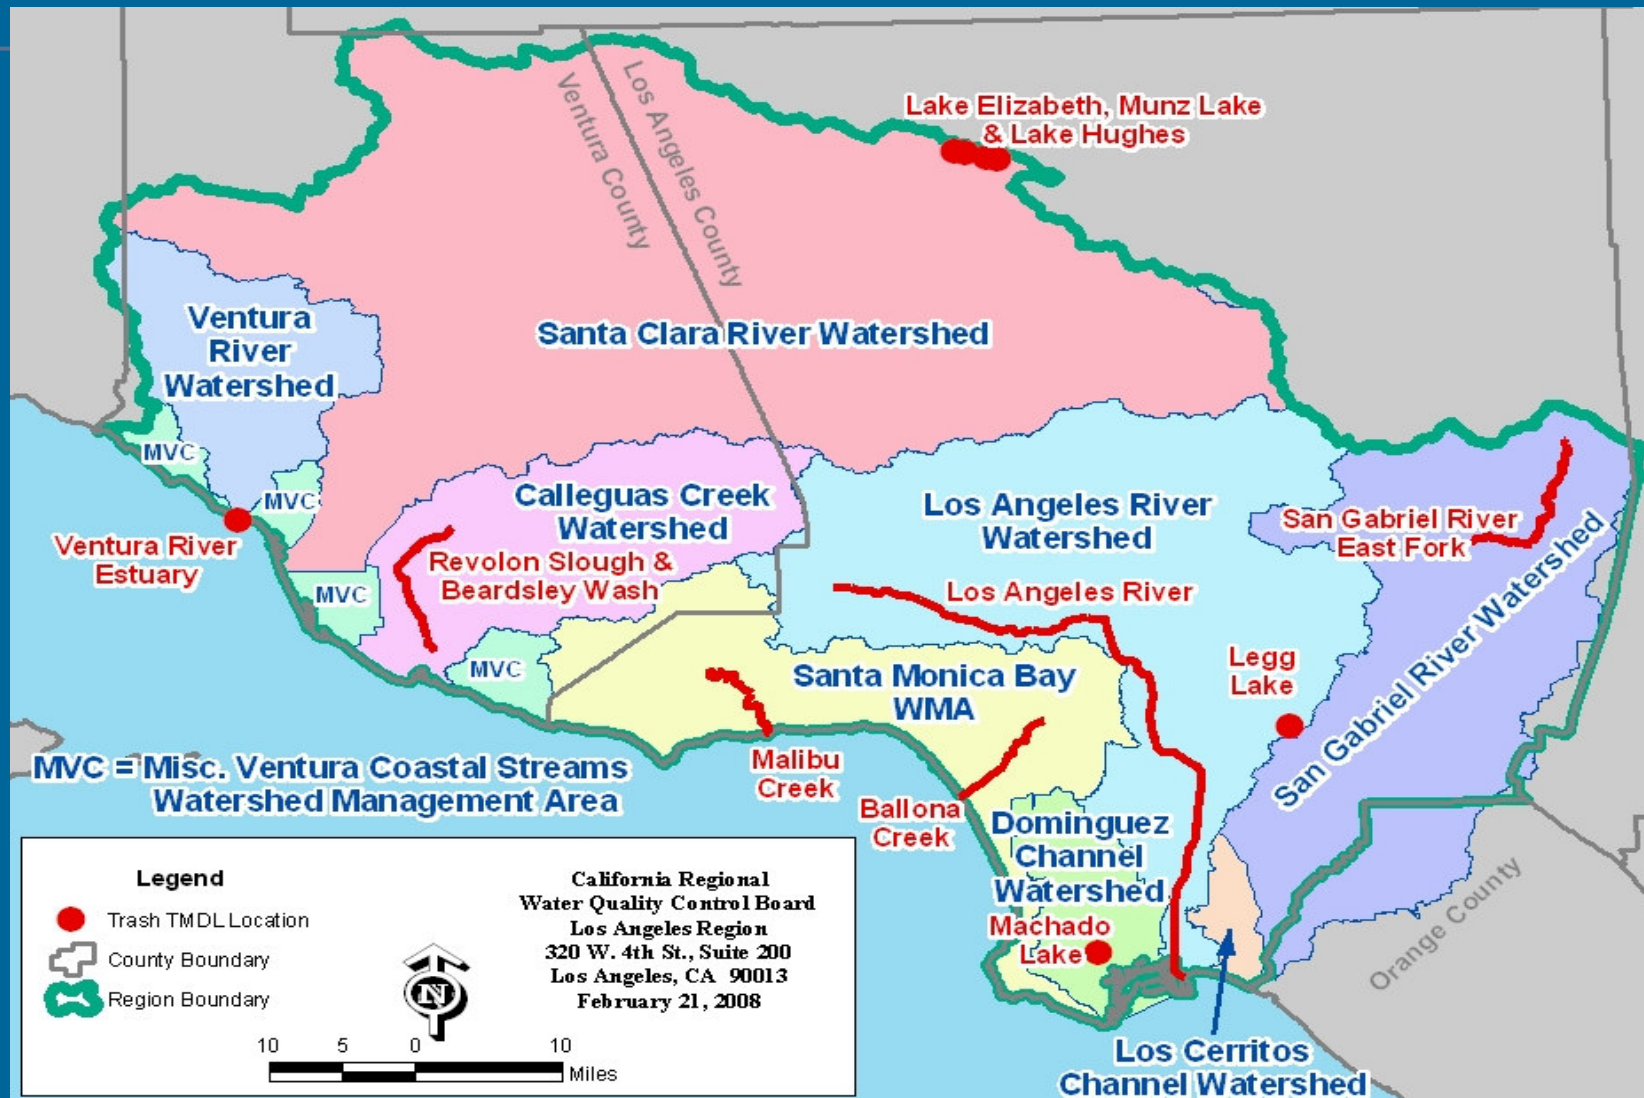 Los Angeles County
Ventura County
Lake Elizabeth, Munz Lake
& Lake Hughes
Ventura
River
Watershed
Santa Clara River Watershed
MVC
MVC
Calleguas Creek
Watershed
Los Angeles River
Watershed
San Gabriel River
East Fork
Ventura River
Estuary
Revolon Slough &
Beardsley Wash
MVC
Los Angeles River
San Gabriel River Watershed
MVC
Santa Monica Bay
WMA
Legg
Lake
MVC = Misc. Ventura Coastal Streams
Watershed Management Area
Malibu
Creek
Ballona
Creek
Dominguez
Channel
Watershed
Machado
Lake
Orange County
Los Cerritos
Channel Watershed
Legend
Trash TMDL Location
County Boundary
Region Boundary
California Regional
Water Quality Control Board
Los Angeles Region
320 W. 4th St., Suite 200
Los Angeles, CA 90013
February 21, 2008
N
10 5 0 10
Miles